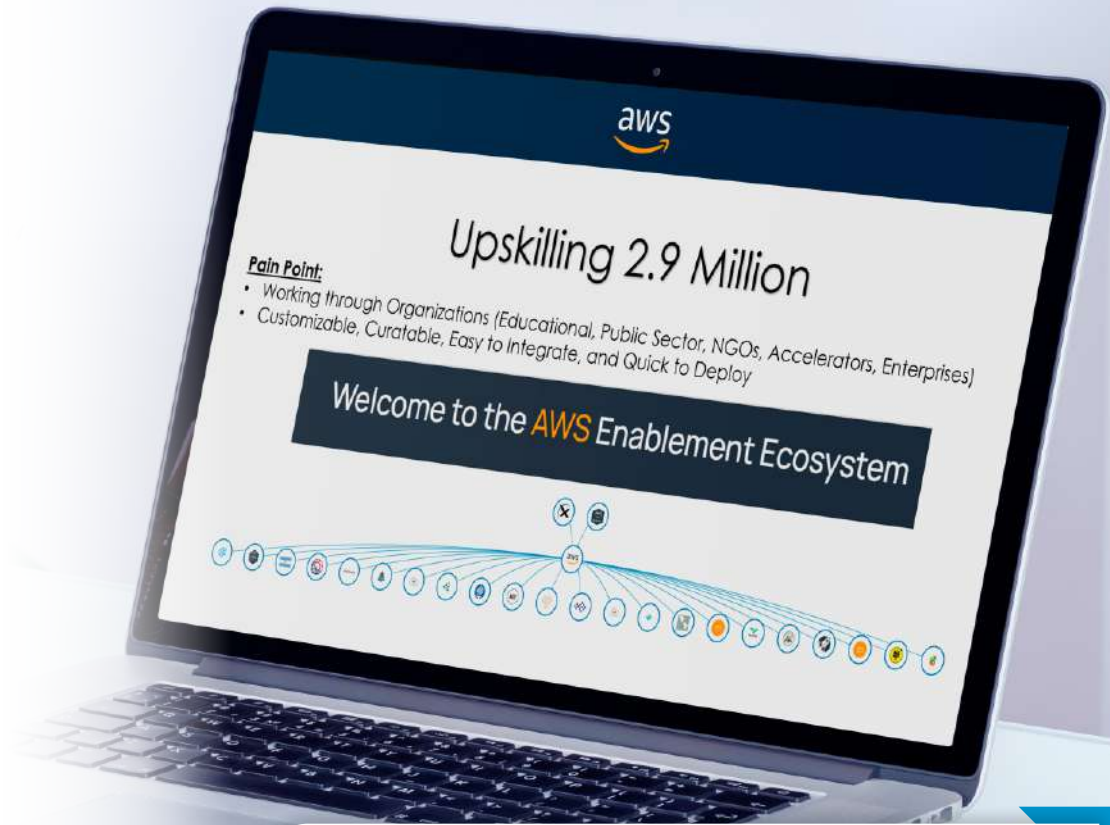 aws
Upskilling 2.9 Million
Pain Point:
• Working through Organizations (Educational, Public Sector, NGOs, Accelerators, Enterprises)
• Customizable, Curatable, Easy to Integrate, and Quick to Deploy
Welcome to the AWS Enablement Ecosystem
aws